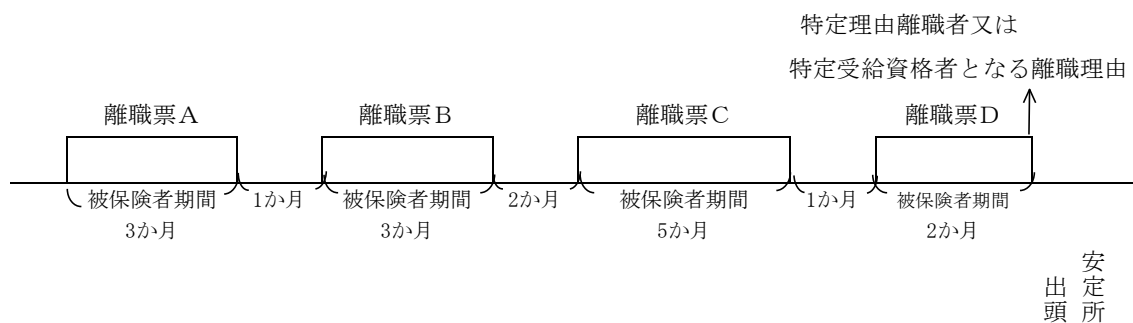 特定理由離職者又は
特定受給資格者となる離職理由
離職票A
離職票B
離職票C
離職票D
被保険者期間
3か月
1か月
被保険者期間
3か月
2か月
被保険者期間
5か月
1か月
被保険者期間
2か月
安定所
出頭